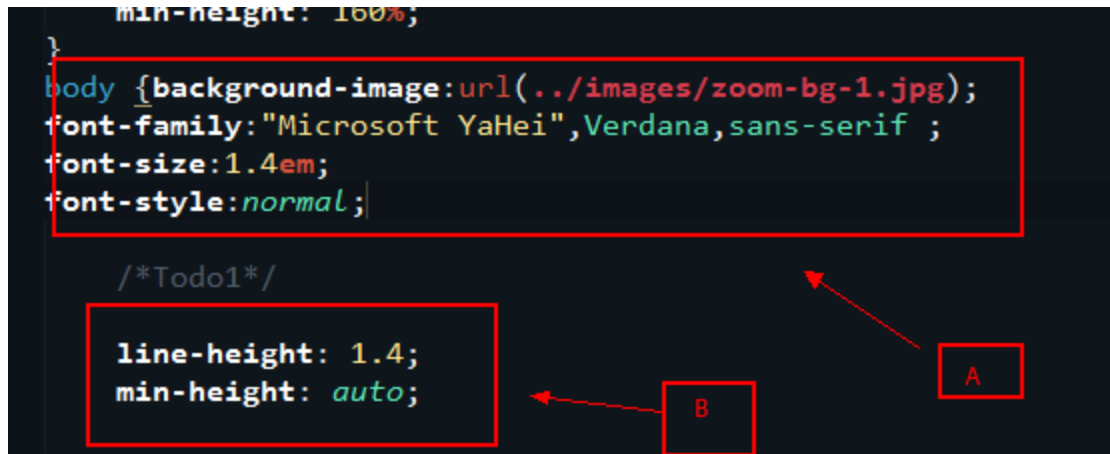 min-height: 160%;
}
body {background-image:url(../images/zoom-bg-1.jpg);
font-family:"Microsoft YaHei",Verdana,sans-serif ;
font-size:1.4em;
font-style:normal;
/*Todo1*/
line-height: 1.4;
min-height: auto;
A
B